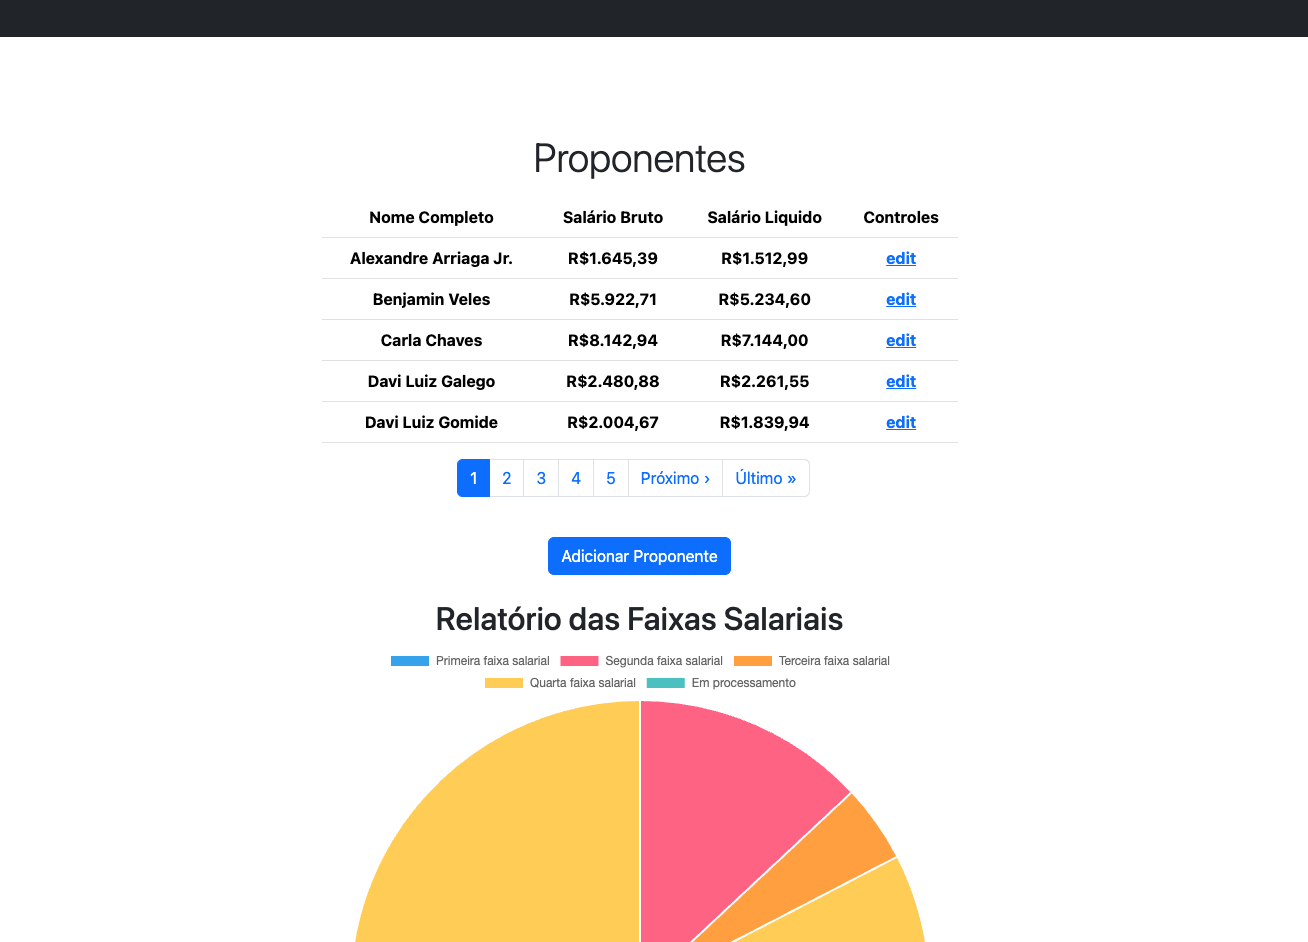 Proponentes
Nome Completo Salário Bruto Salário Liquido Controles
Alexandre Arriaga Jr. R$1.645,39 R$1.512,99 edit
Benjamin Veles R$5.922,71 R$5.234,60 edit
Carla Chaves R$8.142,94 R$7.144,00 edit
Davi Luiz Galego R$2.480,88 R$2.261,55 edit
Davi Luiz Gomide R$2.004,67 R$1.839,94 edit
1 2 3 4 5 Próximo › Último »
Adicionar Proponente
Relatório das Faixas Salariais
Primeira faixa salarial Segunda faixa salarial Terceira faixa salarial
Quarta faixa salarial Em processamento